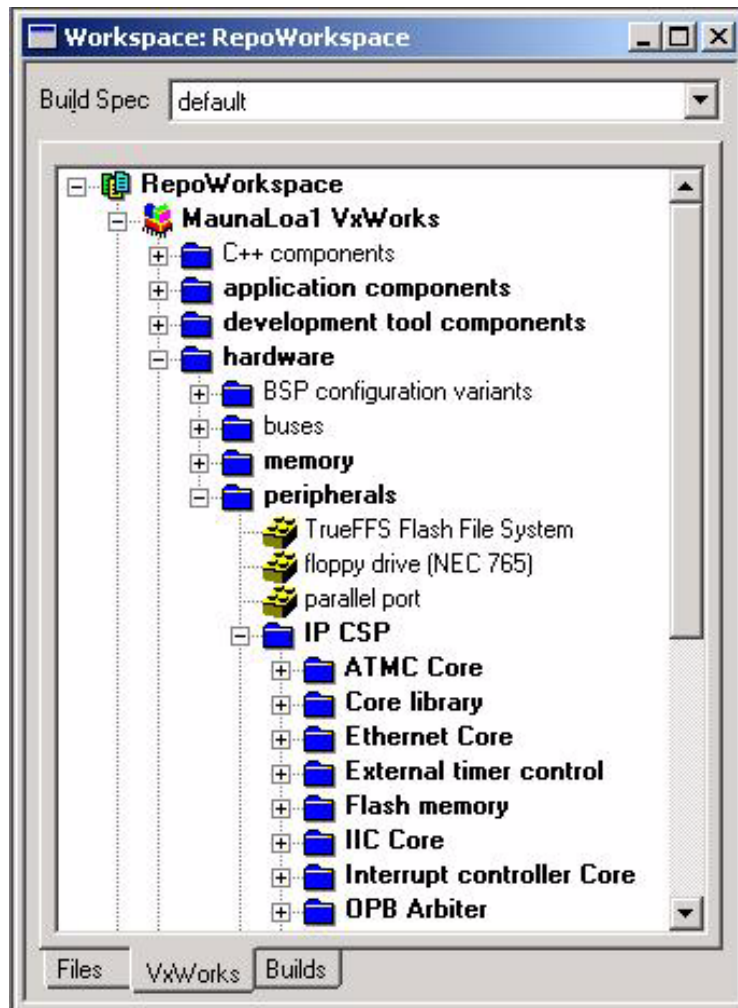 Workspace: RepoWorkspace
Build Spec default
RepoWorkspace
MaunaLoa1 VxWorks
C++ components
application components
development tool components
hardware
BSP configuration variants
buses
memory
peripherals
TrueFFS Flash File System
floppy drive (NEC 765)
parallel port
IP CSP
ATMC Core
Core library
Ethernet Core
External timer control
Flash memory
IIC Core
Interrupt controller Core
OPB Arbiter
Files VxWorks Builds